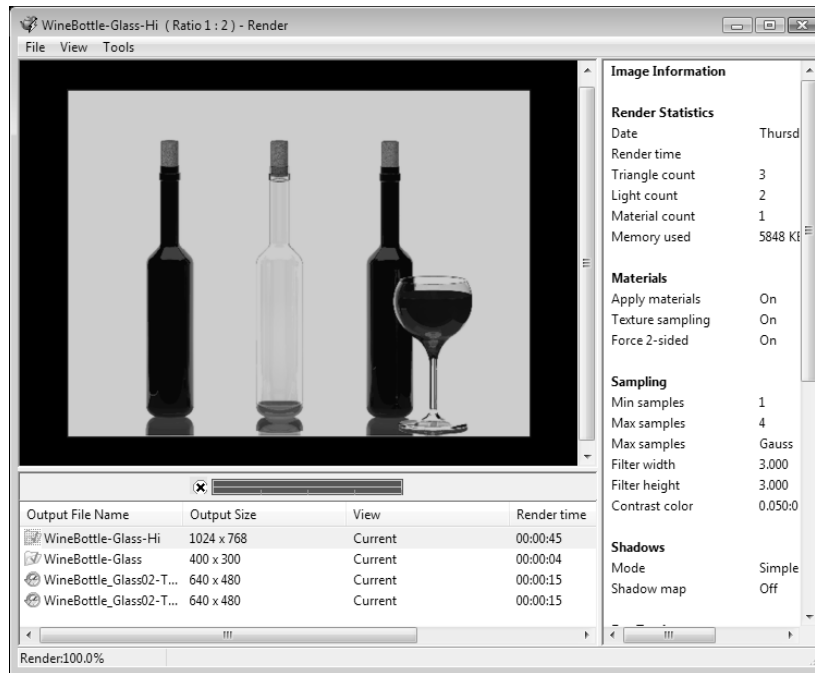 WineBottle-Glass-Hi ( Ratio 1 : 2 ) - Render
File View Tools
Image Information
Render Statistics
Date Thursd
Render time
Triangle count 3
Light count 2
Material count 1
Memory used 5848 KB
Materials
Apply materials On
Texture sampling On
Force 2-sided On
Sampling
Min samples 1
Max samples 4
Max samples Gauss
Filter width 3.000
Filter height 3.000
Contrast color 0.050:0
Shadows
Mode Simple
Shadow map Off
Output File Name Output Size View Render time
WineBottle-Glass-Hi 1024 x 768 Current 00:00:45
WineBottle-Glass 400 x 300 Current 00:00:04
WineBottle_Glass02-T... 640 x 480 Current 00:00:15
WineBottle_Glass02-T... 640 x 480 Current 00:00:15
Render:100.0%